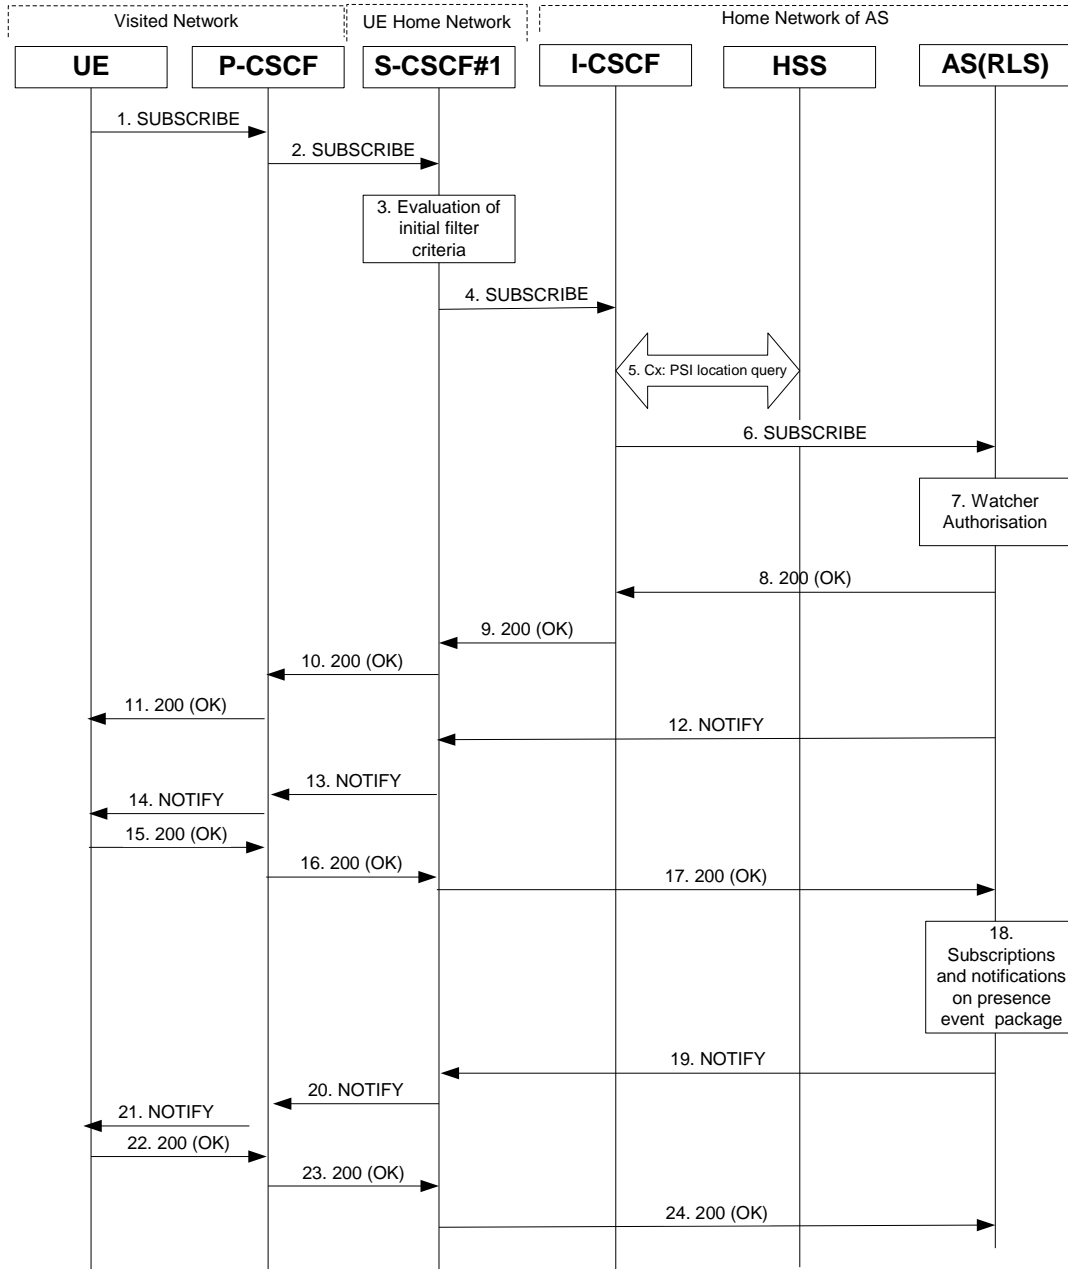 Visited Network
UE Home Network
Home Network of AS
UE
P-CSCF
S-CSCF#1
I-CSCF
HSS
AS(RLS)
1. SUBSCRIBE
2. SUBSCRIBE
3. Evaluation of
initial filter
criteria
4. SUBSCRIBE
5. Cx: PSI location query
6. SUBSCRIBE
7. Watcher
Authorisation
8. 200 (OK)
9. 200 (OK)
10. 200 (OK)
11. 200 (OK)
12. NOTIFY
13. NOTIFY
14. NOTIFY
15. 200 (OK)
16. 200 (OK)
17. 200 (OK)
18.
Subscriptions
and notifications
on presence
event package
19. NOTIFY
20. NOTIFY
21. NOTIFY
22. 200 (OK)
23. 200 (OK)
24. 200 (OK)